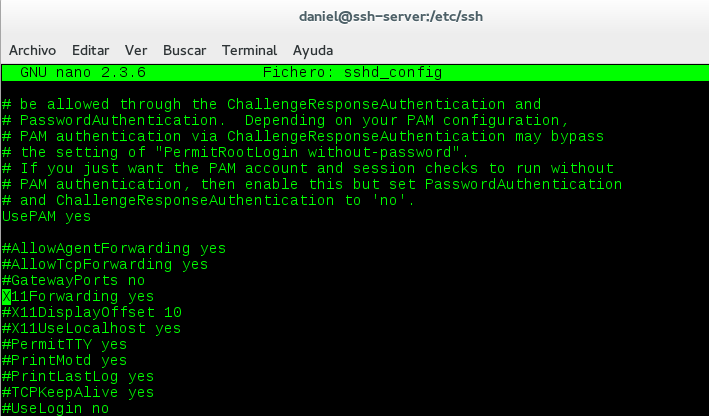 daniel@ssh-server:/etc/ssh
Archivo Editar Ver Buscar Terminal Ayuda
GNU nano 2.3.6 Fichero: sshd_config
# be allowed through the ChallengeResponseAuthentication and
# PasswordAuthentication.  Depending on your PAM configuration,
# PAM authentication via ChallengeResponseAuthentication may bypass
# the setting of "PermitRootLogin without-password".
# If you just want the PAM account and session checks to run without
# PAM authentication, then enable this but set PasswordAuthentication
# and ChallengeResponseAuthentication to 'no'.
UsePAM yes
#AllowAgentForwarding yes
#AllowTcpForwarding yes
#GatewayPorts no
X11Forwarding yes
#X11DisplayOffset 10
#X11UseLocalhost yes
#PermitTTY yes
#PrintMotd yes
#PrintLastLog yes
#TCPKeepAlive yes
#UseLogin no